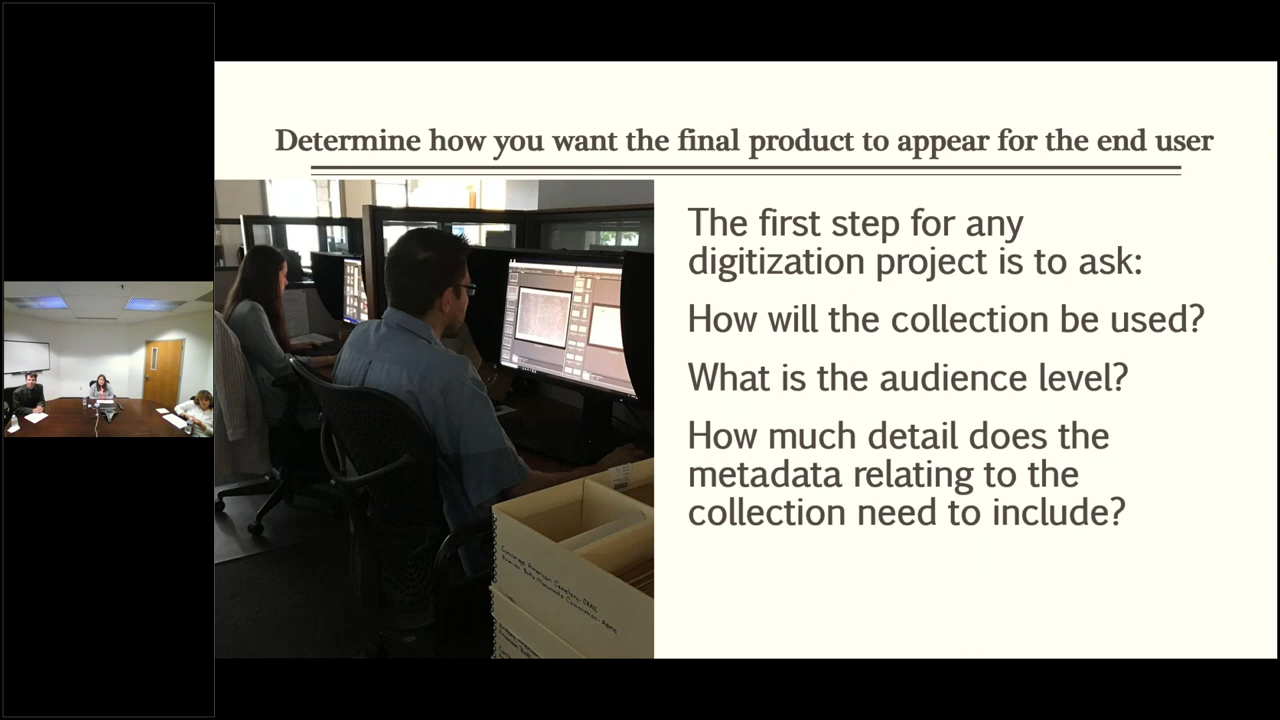 Determine how you want the final product to appear for the end user
The first step for any
digitization project is to ask:
How will the collection be used?
What is the audience level?
How much detail does the
metadata relating to the
collection need to include?